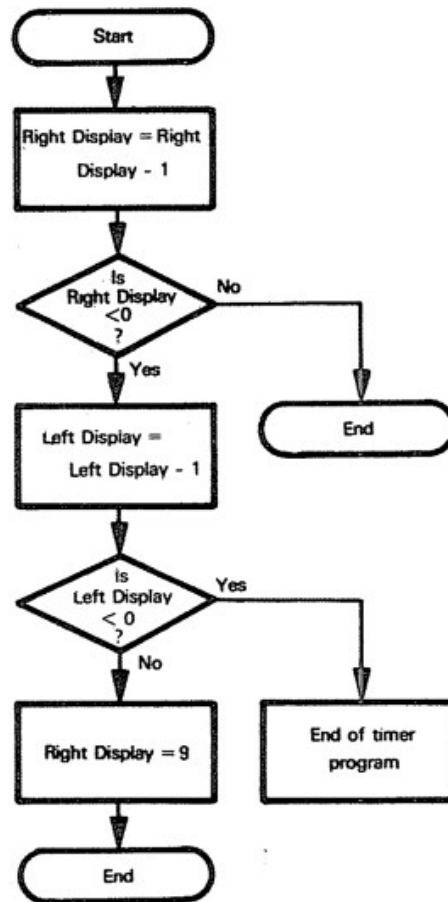 Start
Right Display = Right
Display - 1
Is
Right Display
<0
?
No
Yes
End
Left Display =
Left Display - 1
Is
Left Display
< 0
?
Yes
No
Right Display = 9
End of timer
program
End